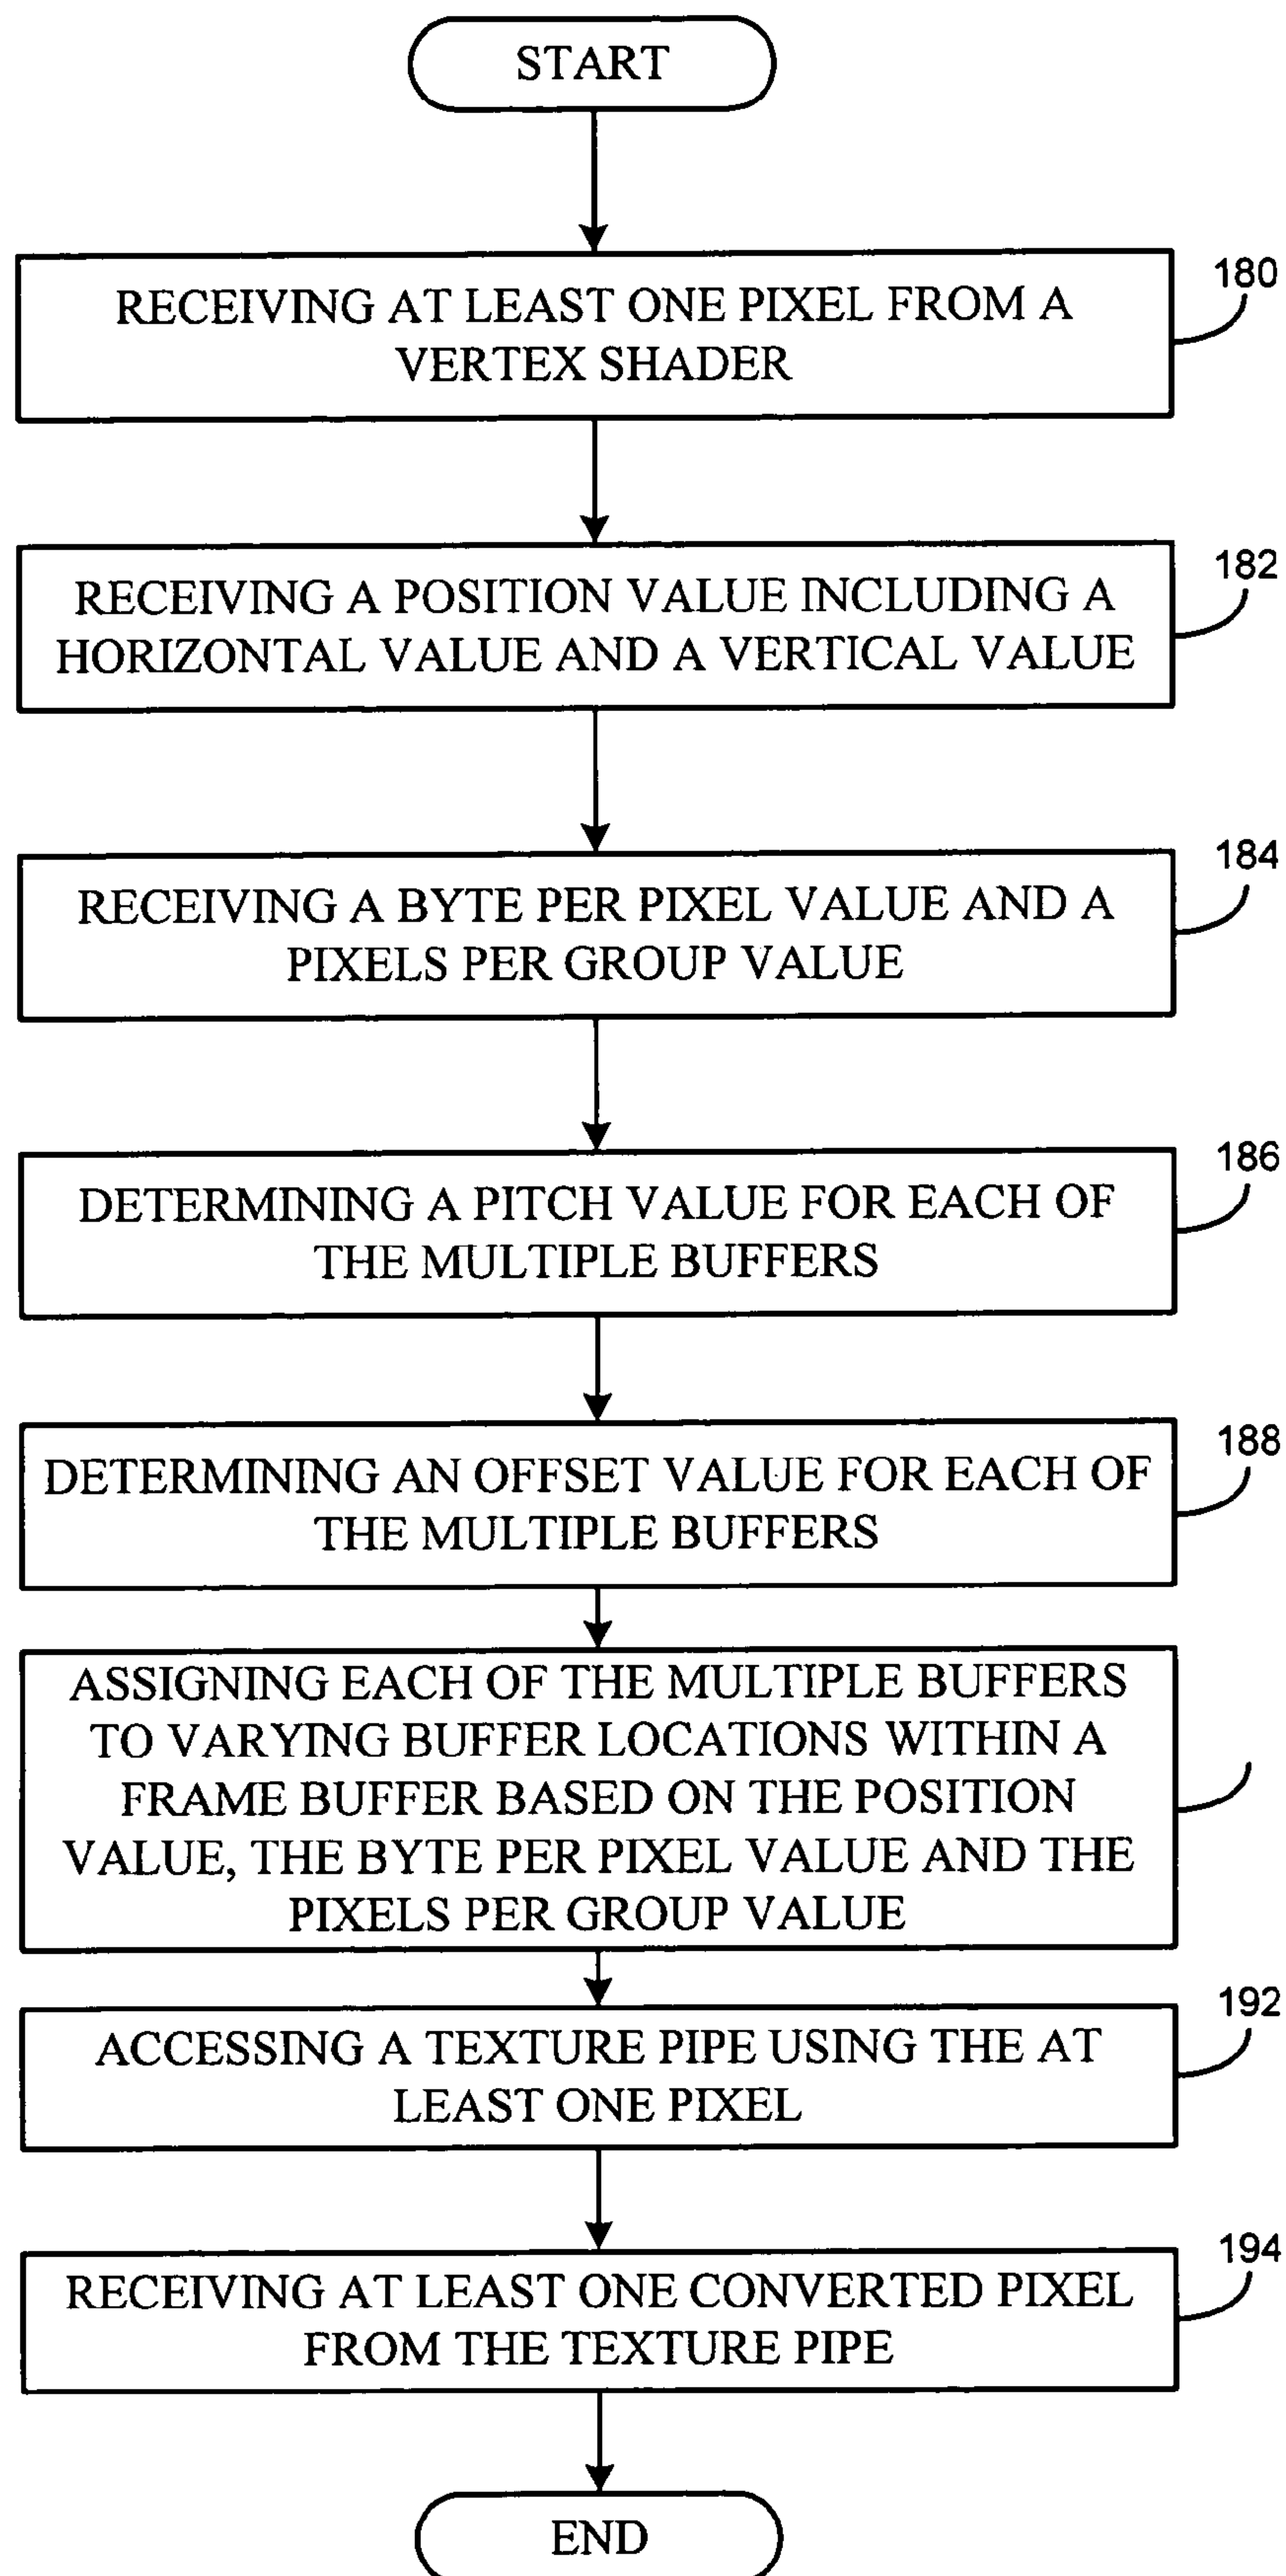 START
180
RECEIVING AT LEAST ONE PIXEL FROM A
VERTEX SHADER
182
RECEIVING A POSITION VALUE INCLUDING A
HORIZONTAL VALUE AND A VERTICAL VALUE
184
RECEIVING A BYTE PER PIXEL VALUE AND A
PIXELS PER GROUP VALUE
186
DETERMINING A PITCH VALUE FOR EACH OF
THE MULTIPLE BUFFERS
188
DETERMINING AN OFFSET VALUE FOR EACH OF
THE MULTIPLE BUFFERS
ASSIGNING EACH OF THE MULTIPLE BUFFERS
TO VARYING BUFFER LOCATIONS WITHIN A
FRAME BUFFER BASED ON THE POSITION
VALUE, THE BYTE PER PIXEL VALUE AND THE
PIXELS PER GROUP VALUE
192
ACCESSING A TEXTURE PIPE USING THE AT
LEAST ONE PIXEL
194
RECEIVING AT LEAST ONE CONVERTED PIXEL
FROM THE TEXTURE PIPE
END